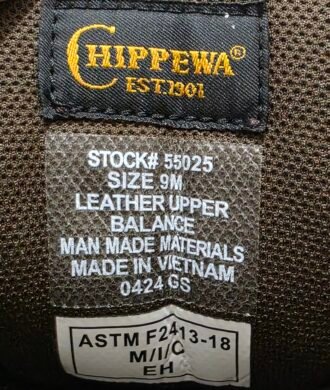 CHIPPEWA®
EST.1901
STOCK# 55025
SIZE 9M
LEATHER UPPER
BALANCE
MAN MADE MATERIALS
MADE IN VIETNAM
0424 GS
ASTM F2413-18
M/I/C
EH